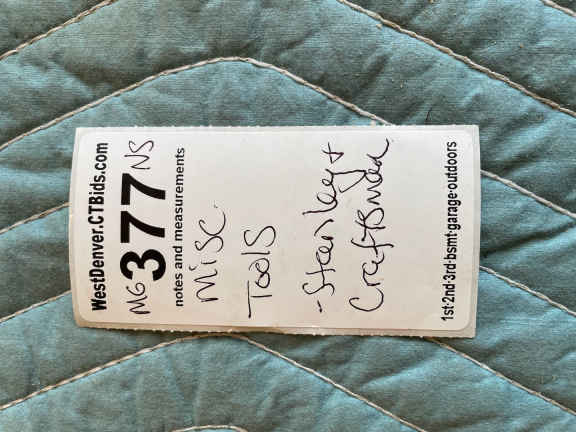 WestDenver.CTBids.com
MG 377 NS
notes and measurements
Misc.
Tools
-Stanley +
Craftsman
1st·2nd·3rd·bsmt·garage·outdoors